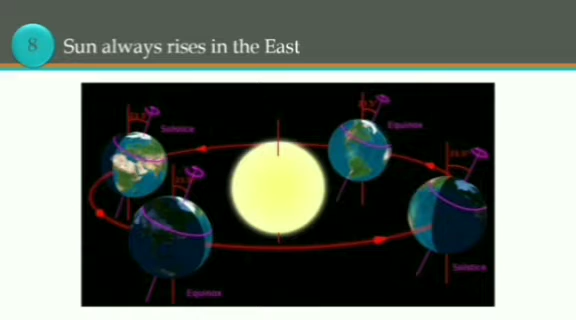 8
Sun always rises in the East
Solstice
Equinox
Solstice
Equinox